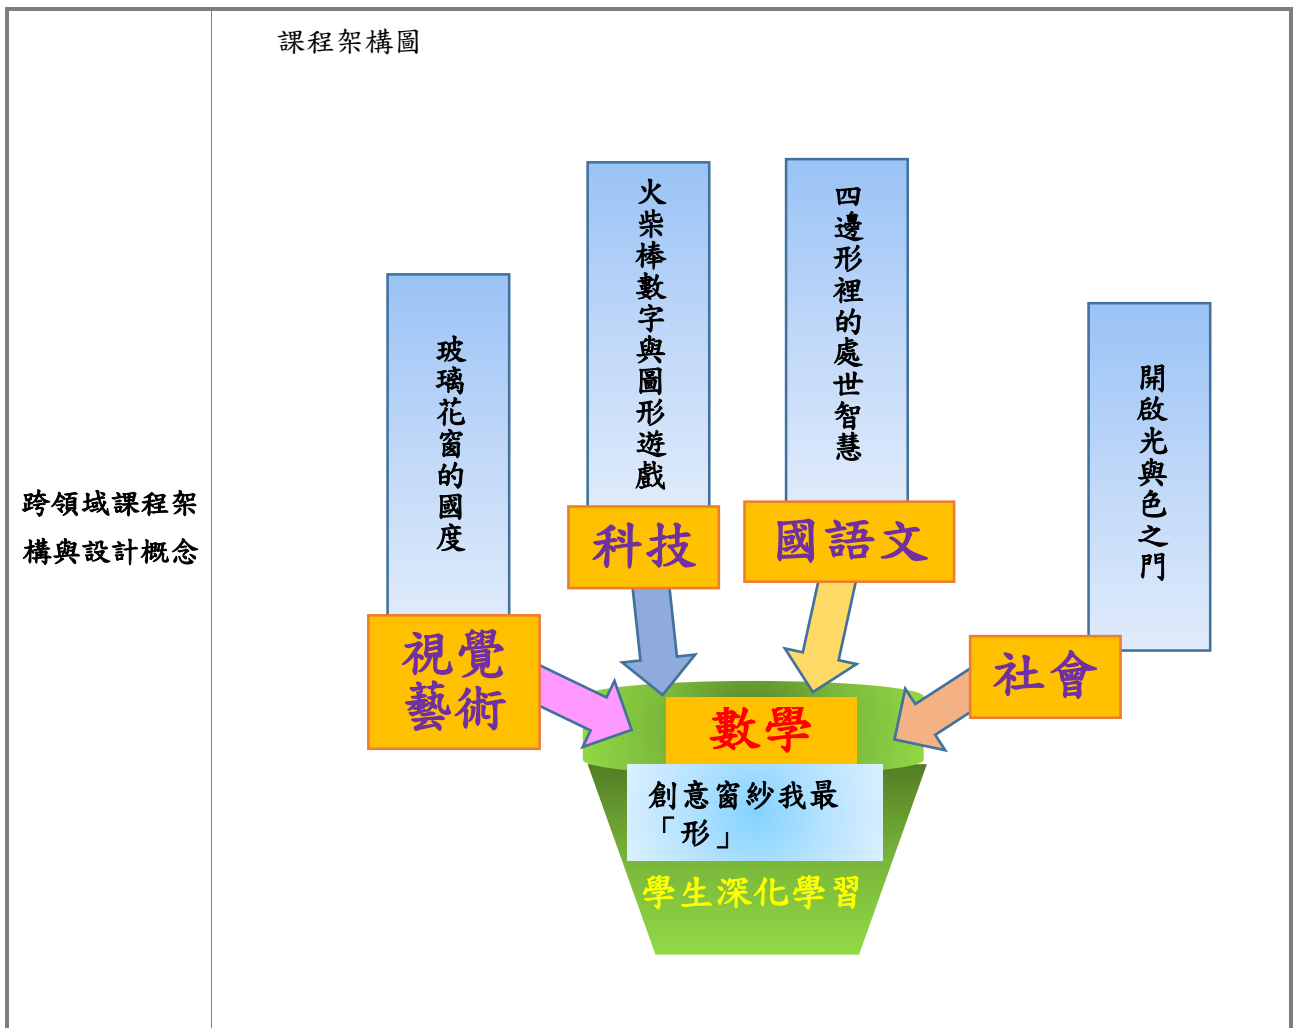 課程架構圖
跨領域課程架
構與設計概念
玻璃花窗的國度
視覺
藝術
火柴棒數字與圖形遊戲
科技
四邊形裡的處世智慧
國語文
開啟光與色之門
社會
數學
創意窗紗我最
「形」
學生深化學習